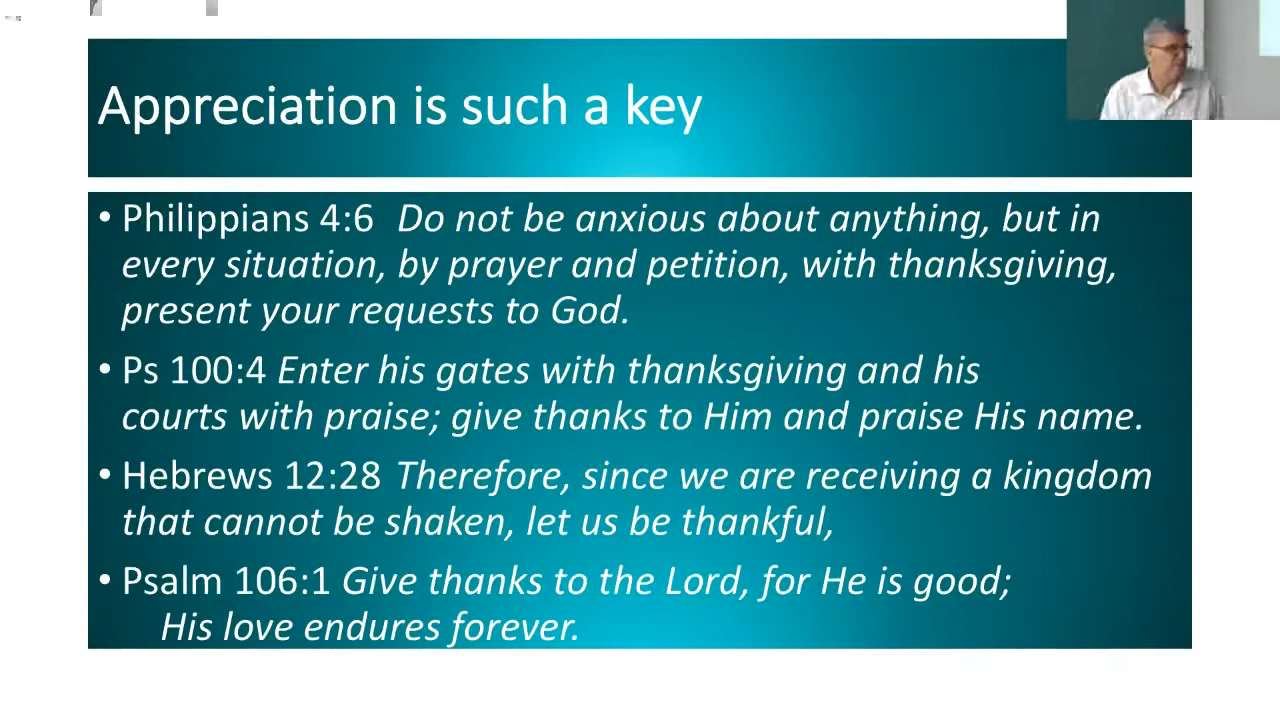 Appreciation is such a key
• Philippians 4:6 Do not be anxious about anything, but in
every situation, by prayer and petition, with thanksgiving,
present your requests to God.
• Ps 100:4 Enter his gates with thanksgiving and his
courts with praise; give thanks to Him and praise His name.
• Hebrews 12:28 Therefore, since we are receiving a kingdom
that cannot be shaken, let us be thankful,
• Psalm 106:1 Give thanks to the Lord, for He is good;
His love endures forever.